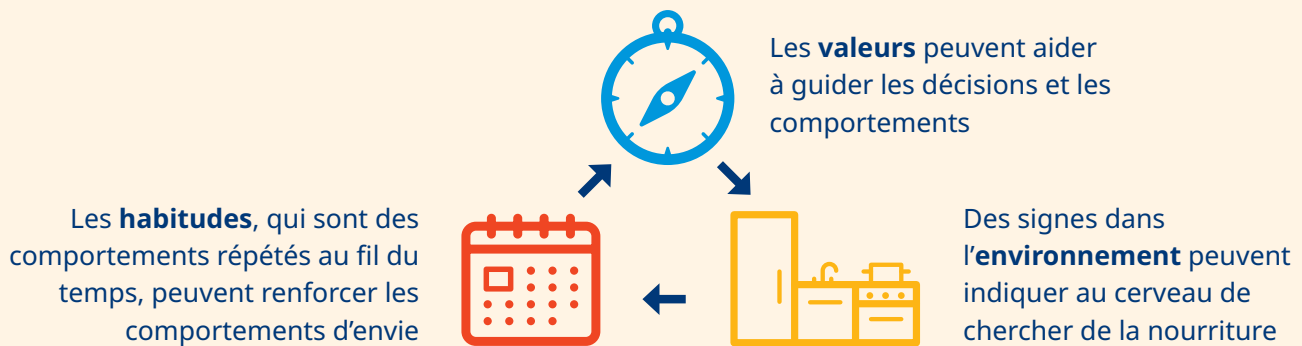 Les valeurs peuvent aider
à guider les décisions et les
comportements
Les habitudes, qui sont des
comportements répétés au fil du
temps, peuvent renforcer les
comportements d’envie
Des signes dans
l’environnement peuvent
indiquer au cerveau de
chercher de la nourriture